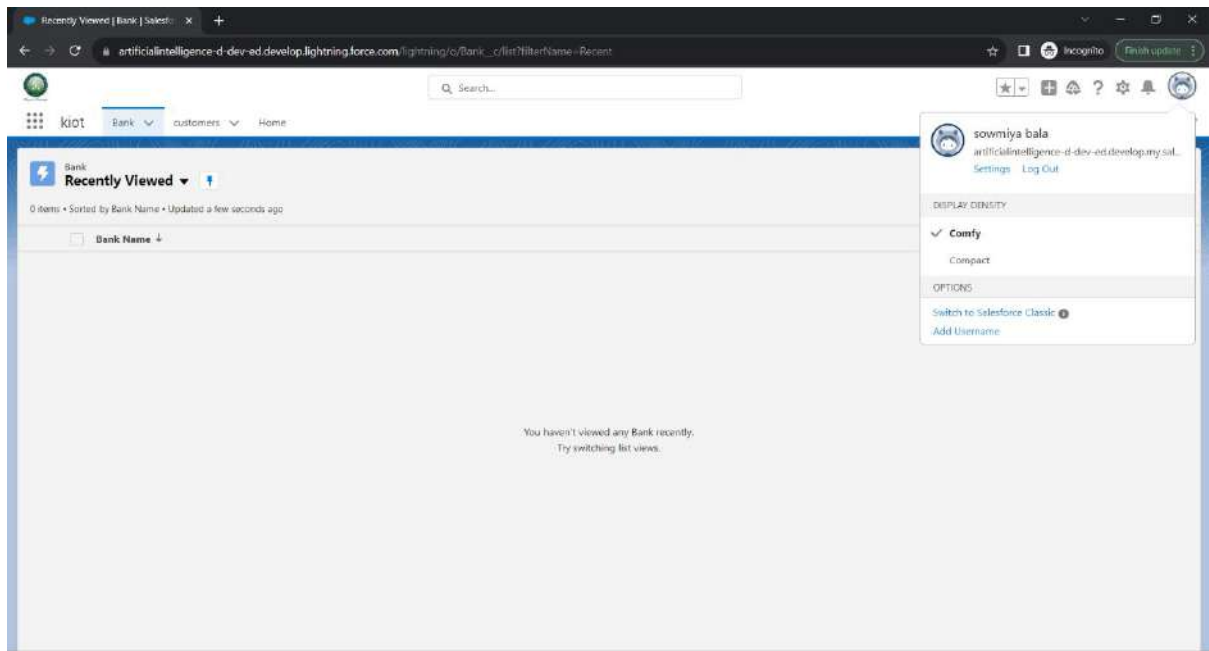 Recently Viewed | Bank | Salesf
artificialintelligence-d-dev-ed.develop.lightning.force.com/lightning/o/Bank__c/list?filterName=Recent
Incognito
Finish update
Search...
kiot
Bank
customers
Home
sowmiya bala
artificialintelligence-d-dev-ed.develop.my.sal...
Settings Log Out
Bank
Recently Viewed
0 items • Sorted by Bank Name • Updated a few seconds ago
DISPLAY DENSITY
Bank Name
Comfy
Compact
OPTIONS
Switch to Salesforce Classic
Add Username
You haven't viewed any Bank recently.
Try switching list views.